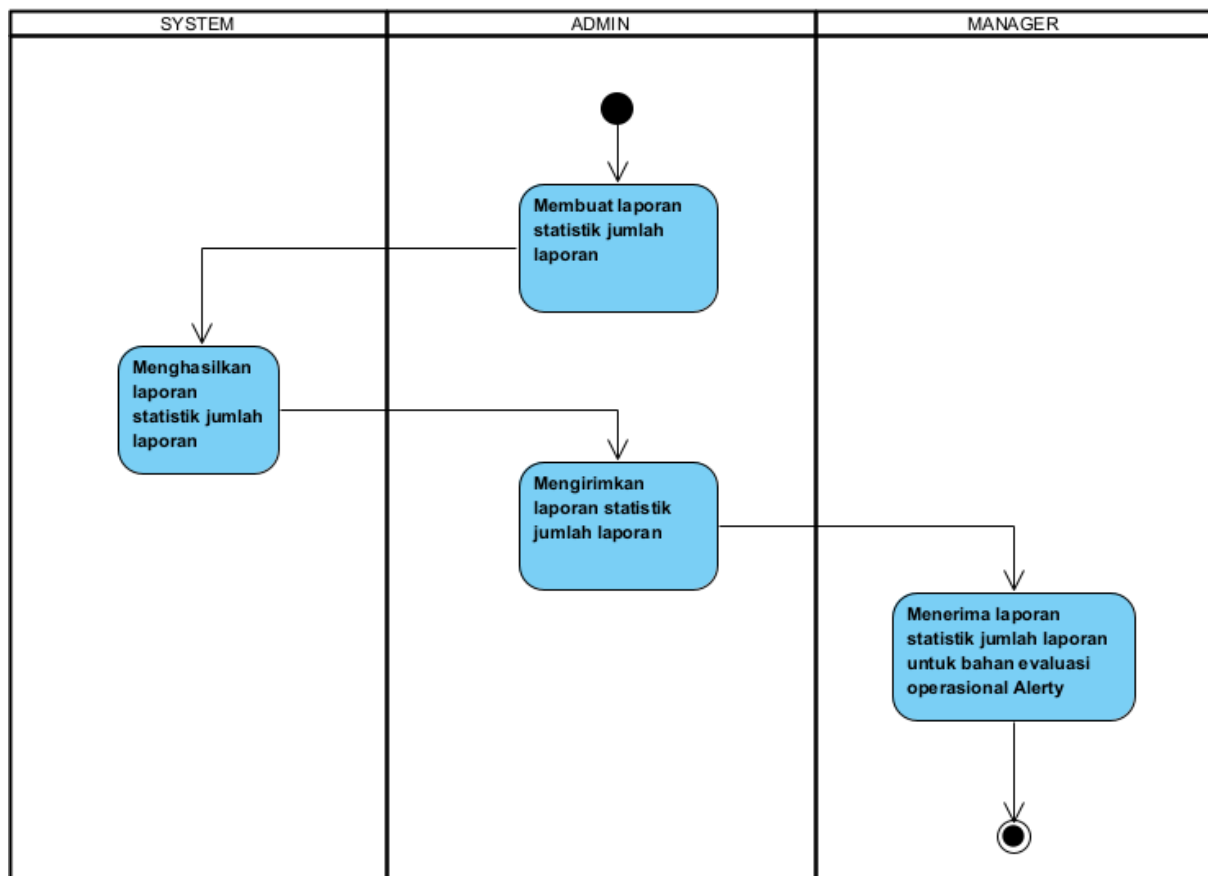 SYSTEM
ADMIN
MANAGER
Membuat laporan
statistik jumlah
laporan
Menghasilkan
laporan
statistik jumlah
laporan
Mengirimkan
laporan statistik
jumlah laporan
Menerima laporan
statistik jumlah laporan
untuk bahan evaluasi
operasional Alerty